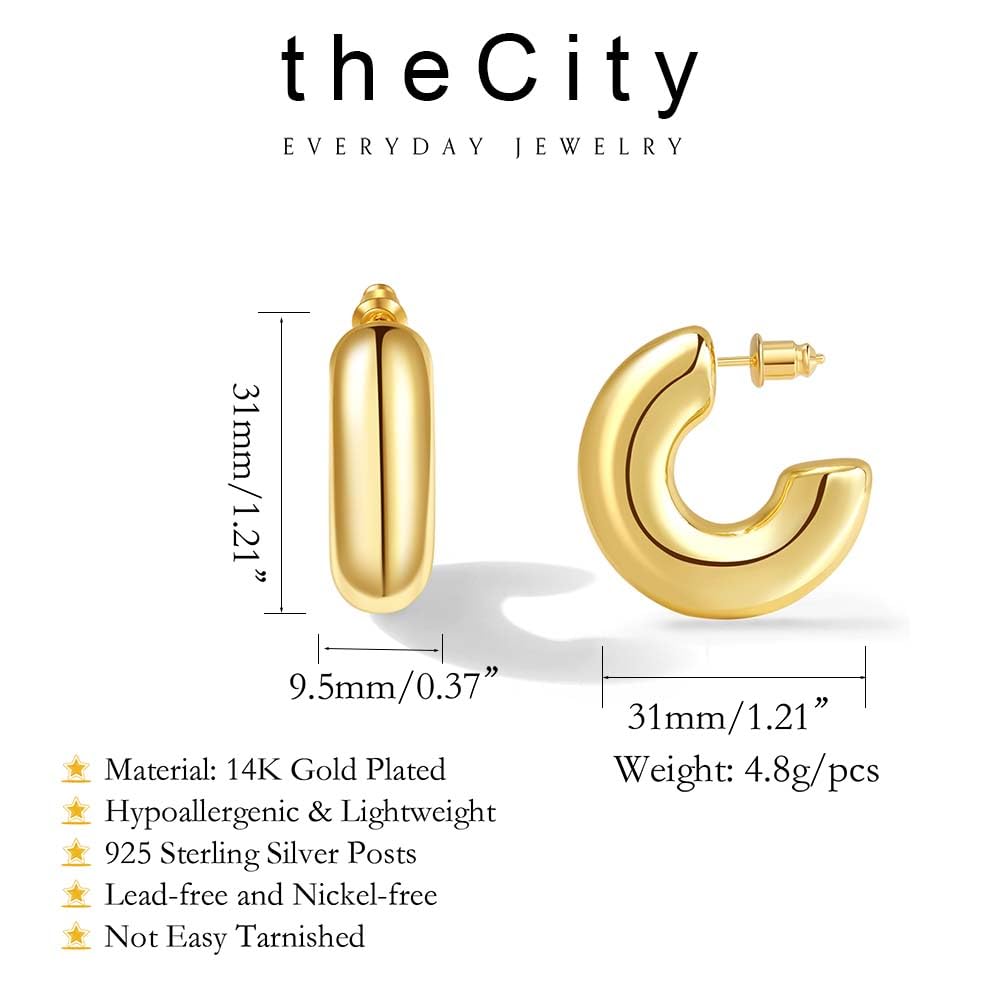 theCity
EVERYDAY JEWELRY
31mm/1.21”
9.5mm/0.37”
31mm/1.21”
Weight: 4.8g/pcs
Material: 14K Gold Plated
Hypoallergenic & Lightweight
925 Sterling Silver Posts
Lead-free and Nickel-free
Not Easy Tarnished